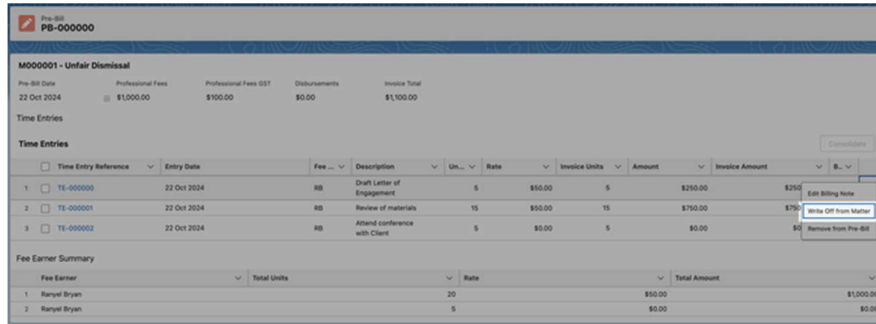 Pre-Bill
PB-000000
M000001 - Unfair Dismissal
Pre-Bill Date Professional Fees Professional Fees GST Disbursements Invoice Total
22 Oct 2024 $1,000.00 $100.00 $0.00 $1,100.00
Time Entries
Time Entries Consolidate
Time Entry Reference Entry Date Fee ... Description Un... Rate Invoice Units Amount Invoice Amount B..
1 TE-000000 22 Oct 2024 RB Draft Letter of Engagement 5 $50.00 5 $250.00 $250
Edit Billing Note
2 TE-000001 22 Oct 2024 RB Review of materials 15 $50.00 15 $750.00 $750
Write Off from Matter
3 TE-000002 22 Oct 2024 RB Attend conference with Client 5 $0.00 5 $0.00 $0
Remove from Pre-Bill
Fee Earner Summary
Fee Earner Total Units Rate Total Amount
1 Ranyel Bryan 20 $50.00 $1,000.00
2 Ranyel Bryan 5 $0.00 $0.00